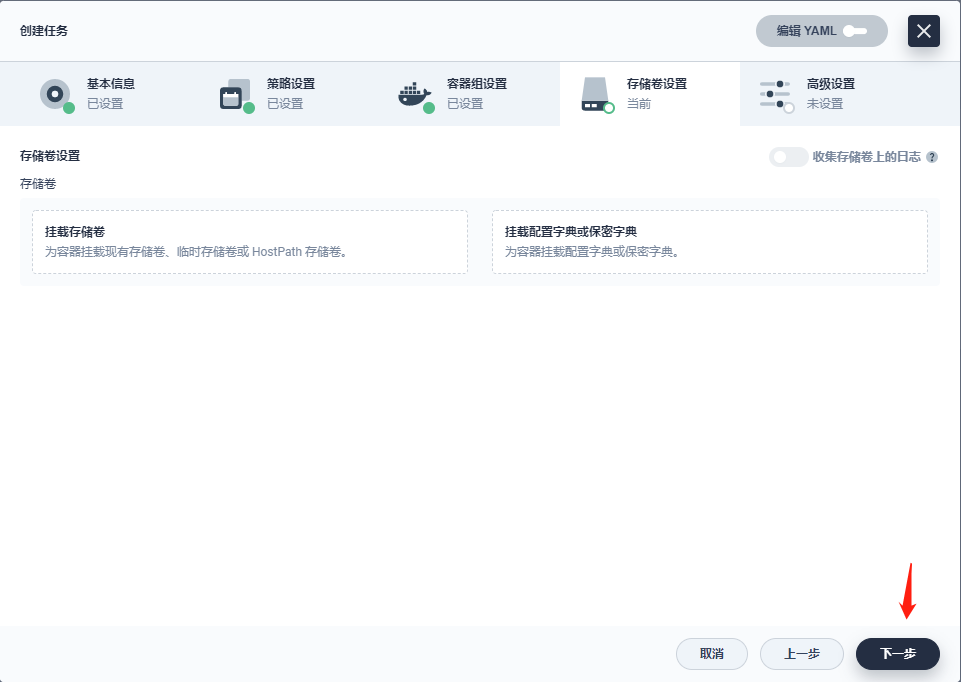 创建任务
编辑 YAML
基本信息
已设置
策略设置
已设置
容器组设置
已设置
存储卷设置
当前
高级设置
未设置
存储卷设置
收集存储卷上的日志 ?
存储卷
挂载存储卷
为容器挂载现有存储卷、临时存储卷或 HostPath 存储卷。
挂载配置字典或保密字典
为容器挂载配置字典或保密字典。
取消
上一步
下一步